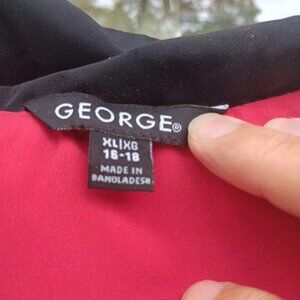 GEORGE®
XL|XG
16-18
MADE IN
BANGLADESH